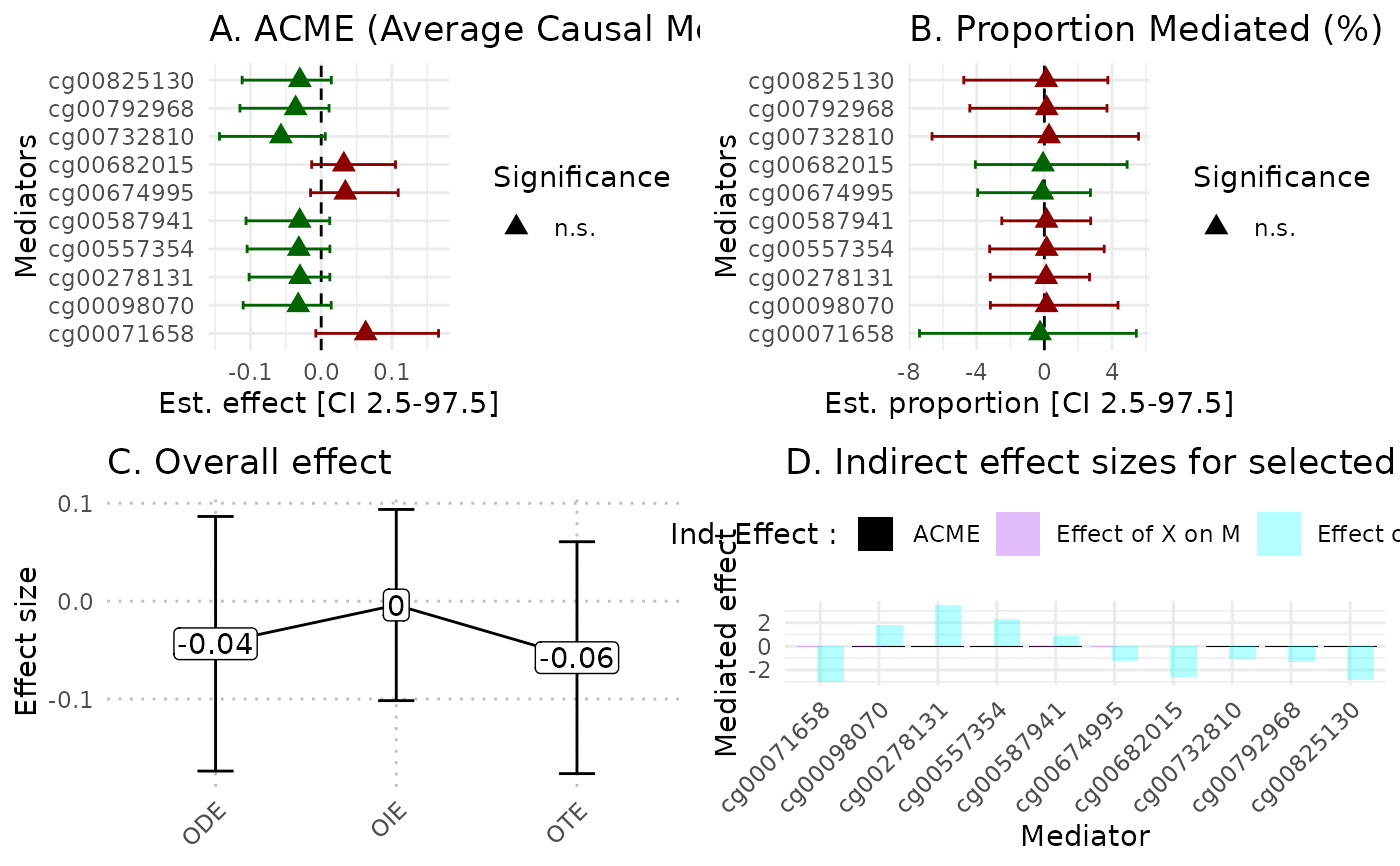 A. ACME (Average Causal Me
Mediators
cg00825130
cg00792968
cg00732810
cg00682015
cg00674995
cg00587941
cg00557354
cg00278131
cg00098070
cg00071658
-0.1 0.0 0.1
Est. effect [CI 2.5-97.5]
Significance
n.s.
B. Proportion Mediated (%)
Mediators
cg00825130
cg00792968
cg00732810
cg00682015
cg00674995
cg00587941
cg00557354
cg00278131
cg00098070
cg00071658
-8 -4 0 4
Est. proportion [CI 2.5-97.5]
Significance
n.s.
C. Overall effect
Effect size
0.1
0.0
-0.1
-0.04
0
-0.06
ODE OIE OTE
D. Indirect effect sizes for selected
Ind. Effect : ACME Effect of X on M Effect o
Mediated effect
2
0
-2
cg00071658
cg00098070
cg00278131
cg00557354
cg00587941
cg00674995
cg00682015
cg00732810
cg00792968
cg00825130
Mediator